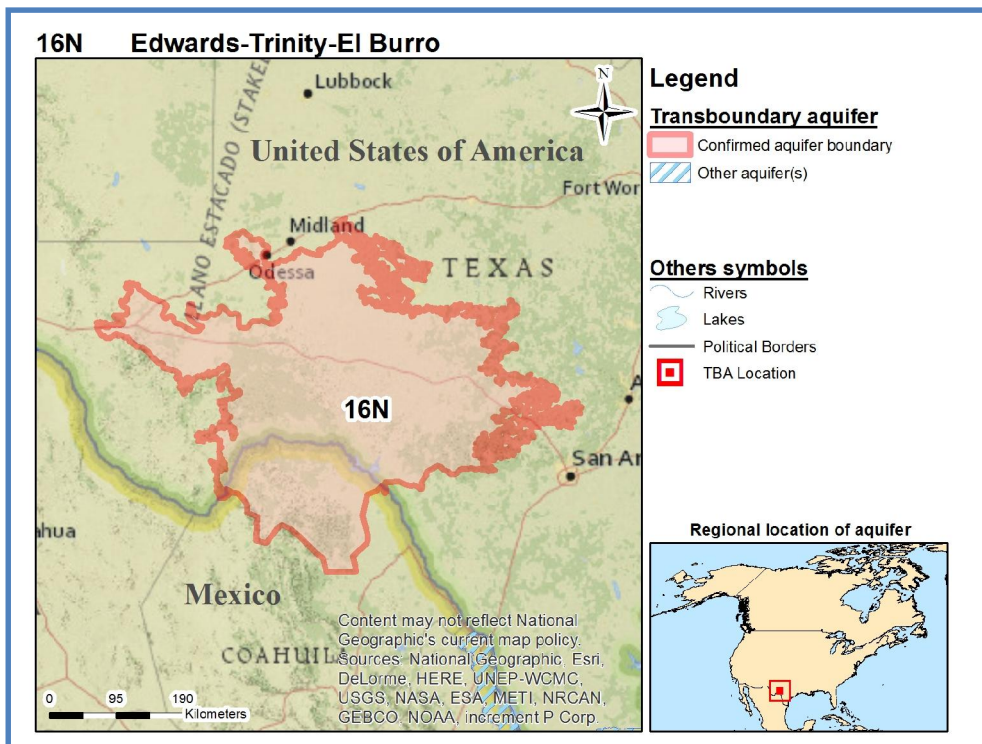 16N Edwards-Trinity-El Burro
Lubbock
N
LLANO ESTACADO (STAKE
United States of America
Fort Wor
Midland
Odessa
TEXAS
16N
A
San An
hua
Mexico
COAHUILA
Content may not reflect National
Geographic's current map policy.
Sources: National Geographic, Esri,
DeLorme, HERE, UNEP-WCMC,
USGS, NASA, ESA, METI, NRCAN,
GEBCO, NOAA, increment P Corp.
0 95 190
Kilometers
Legend
Transboundary aquifer
Confirmed aquifer boundary
Other aquifer(s)
Others symbols
Rivers
Lakes
Political Borders
TBA Location
Regional location of aquifer